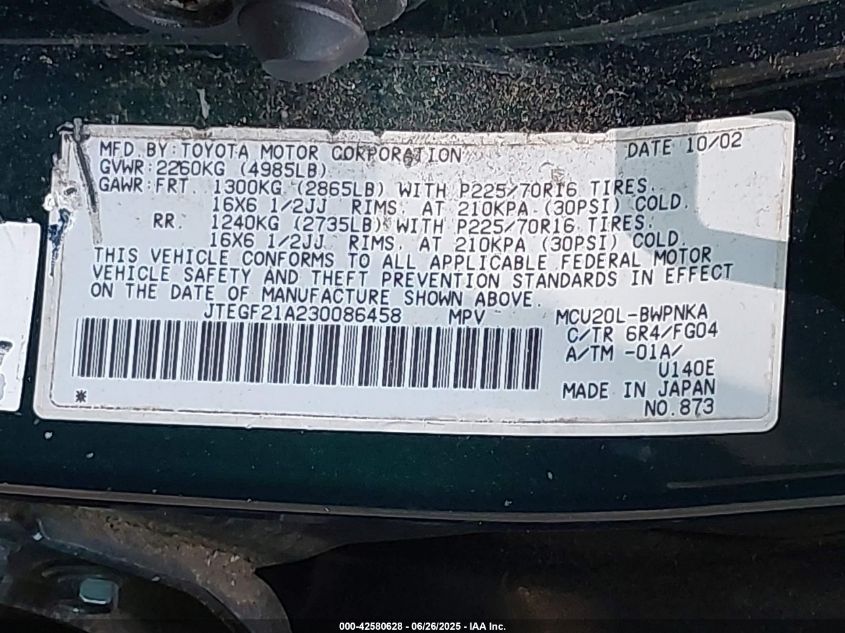 MFD BY: TOYOTA MOTOR CORPORATION DATE 10/02
GVWR: 2260KG (4985LB)
GAWR: FRT 1300KG (2865LB) WITH P225/70R16 TIRES.
16X6 1/2JJ RIMS, AT 210KPA (30PSI) COLD.
RR. 1240KG (2735LB) WITH P225/70R16 TIRES.
16X6 1/2JJ RIMS, AT 210KPA (30PSI) COLD.
THIS VEHICLE CONFORMS TO ALL APPLICABLE FEDERAL MOTOR
VEHICLE SAFETY AND THEFT PREVENTION STANDARDS IN EFFECT
ON THE DATE OF MANUFACTURE SHOWN ABOVE.
JTEGF21A230086458 MPV MCU20L-BWPNKA
C/TR 6R4/FG04
A/TM -01A/
U140E
MADE IN JAPAN
* NO.873
000-42580628 - 06/26/2025 - IAA Inc.